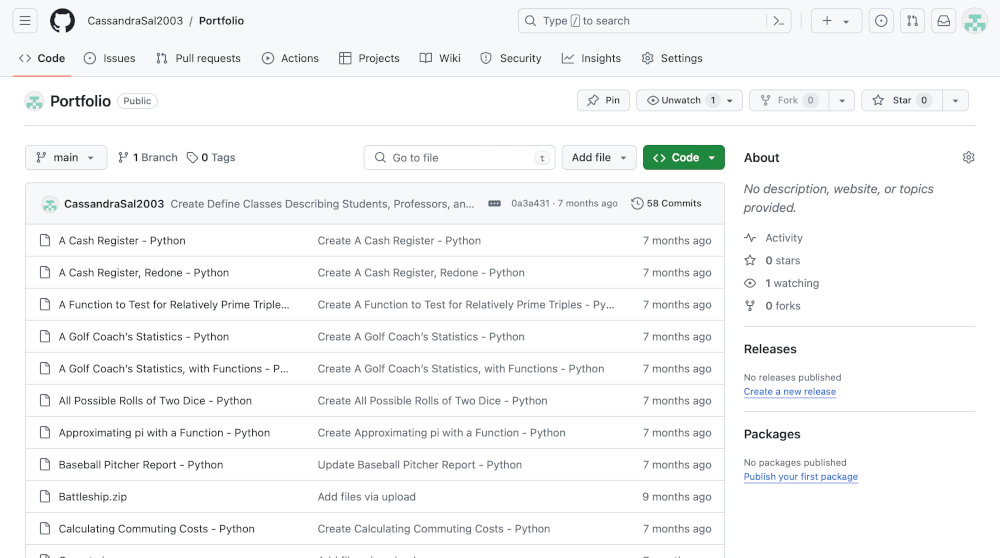 CassandraSal2003 / Portfolio
Type / to search
Code
Issues
Pull requests
Actions
Projects
Wiki
Security
Insights
Settings
Portfolio Public
Pin
Unwatch 1
Fork 0
Star 0
main
1 Branch
0 Tags
Go to file t
Add file
Code
CassandraSal2003 Create Define Classes Describing Students, Professors, an... 0a3a431 · 7 months ago 58 Commits
A Cash Register - Python Create A Cash Register - Python 7 months ago
A Cash Register, Redone - Python Create A Cash Register, Redone - Python 7 months ago
A Function to Test for Relatively Prime Triple... Create A Function to Test for Relatively Prime Triples - Py... 7 months ago
A Golf Coach's Statistics - Python Create A Golf Coach's Statistics - Python 7 months ago
A Golf Coach's Statistics, with Functions - P... Create A Golf Coach's Statistics, with Functions - Python 7 months ago
All Possible Rolls of Two Dice - Python Create All Possible Rolls of Two Dice - Python 7 months ago
Approximating pi with a Function - Python Create Approximating pi with a Function - Python 7 months ago
Baseball Pitcher Report - Python Update Baseball Pitcher Report - Python 7 months ago
Battleship.zip Add files via upload 9 months ago
Calculating Commuting Costs - Python Create Calculating Commuting Costs - Python 7 months ago
About
No description, website, or topics
provided.
Activity
0 stars
1 watching
0 forks
Releases
No releases published
Create a new release
Packages
No packages published
Publish your first package